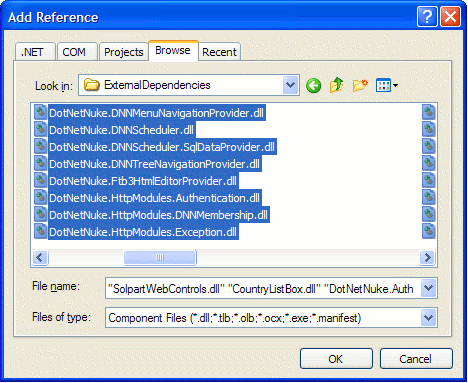 Add Reference
.NET COM Projects Browse Recent
Look in: ExternalDependencies
DotNetNuke.DNNMenuNavigationProvider.dll
DotNetNuke.DNNScheduler.dll
DotNetNuke.DNNScheduler.SqlDataProvider.dll
DotNetNuke.DNNTreeNavigationProvider.dll
DotNetNuke.Ftb3HtmlEditorProvider.dll
DotNetNuke.HttpModules.Authentication.dll
DotNetNuke.HttpModules.DNNMembership.dll
DotNetNuke.HttpModules.Exception.dll
File name: "SolpartWebControls.dll" "CountryListBox.dll" "DotNetNuke.Auth
Files of type: Component Files (*.dll;*.tlb;*.olb;*.ocx;*.exe;*.manifest)
OK Cancel